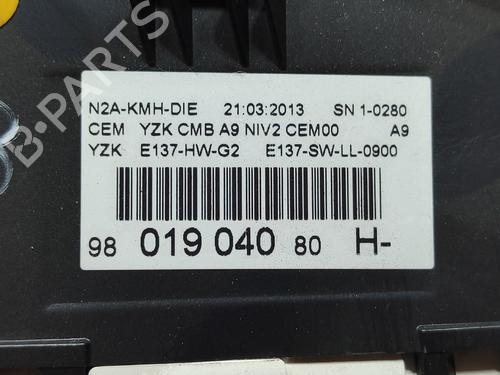 B-PARTS
N2A-KMH-DIE 21:03:2013 SN 1-0280
CEM YZK CMB A9 NIV2 CEM00 A9
YZK E137-HW-G2 E137-SW-LL-0900
98 019 040 80 H-